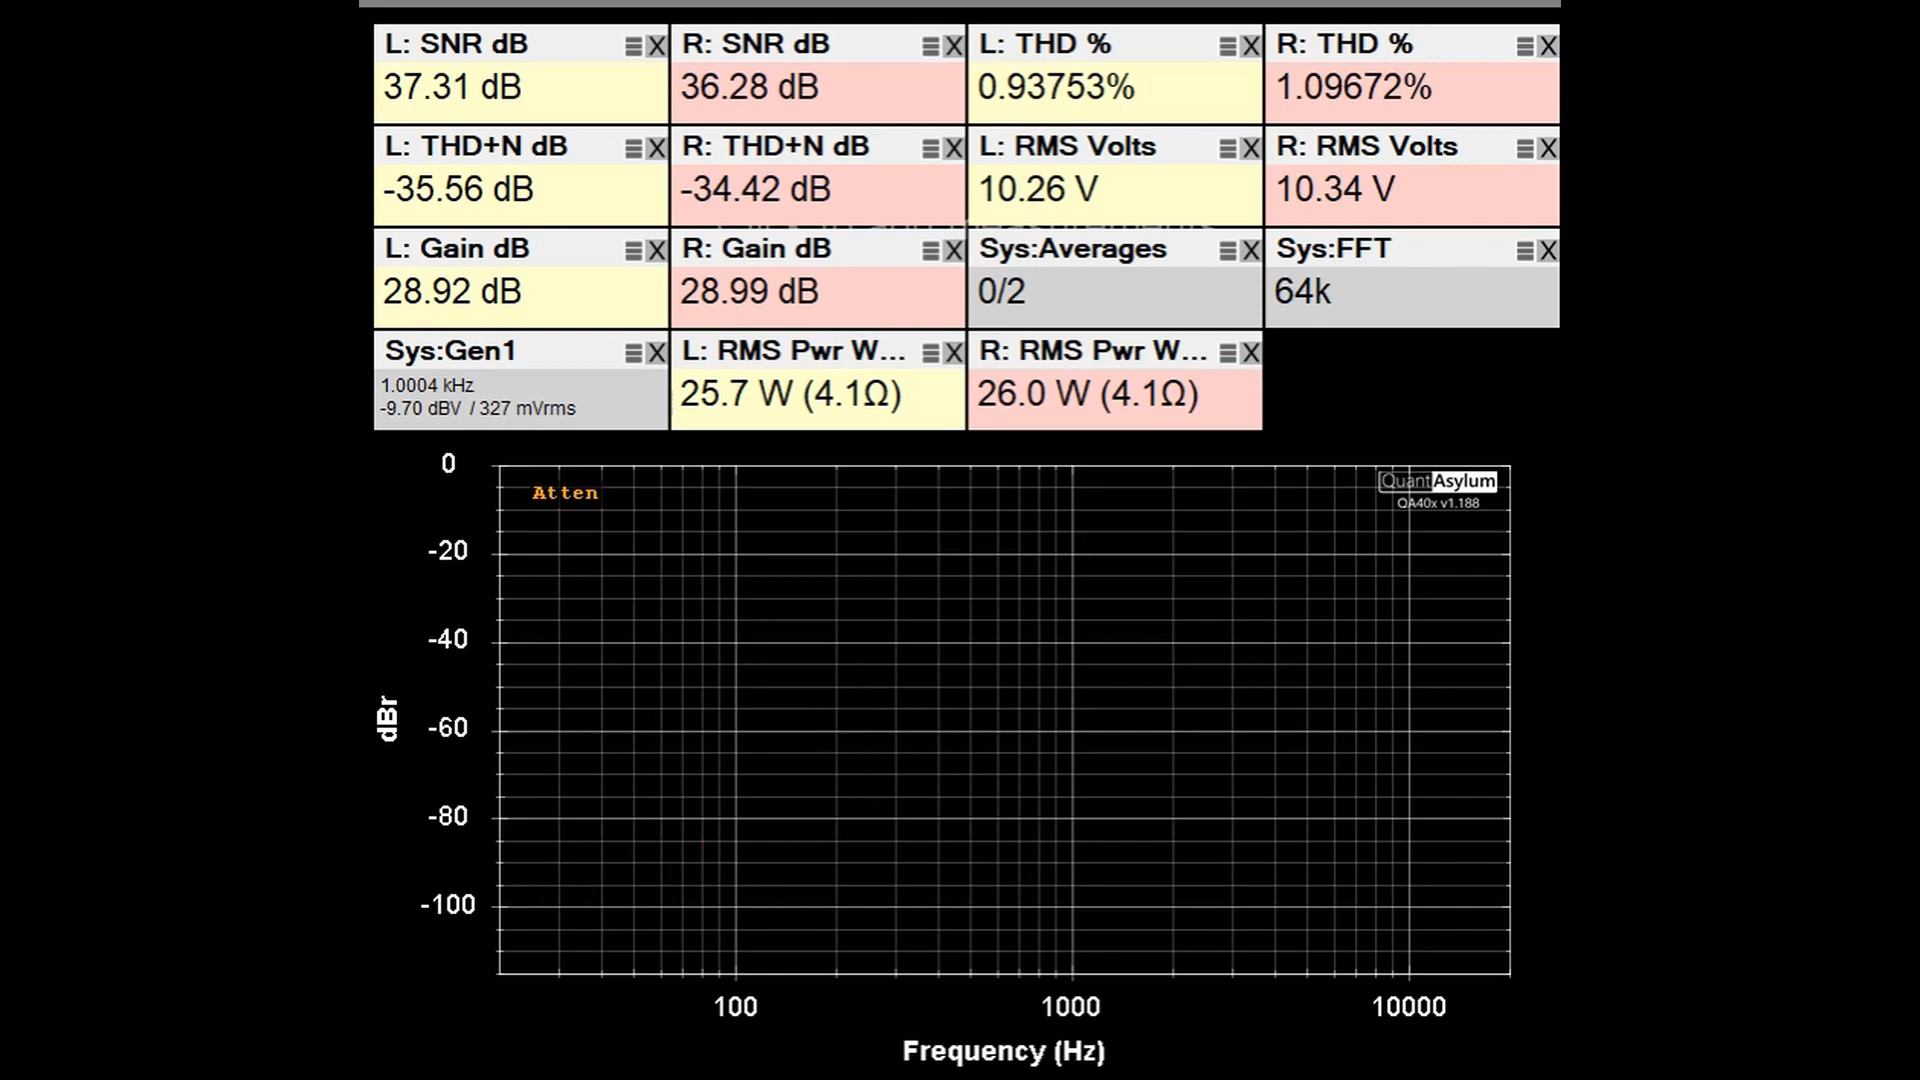 L: SNR dB
37.31 dB
R: SNR dB
36.28 dB
L: THD %
0.93753%
R: THD %
1.09672%
L: THD+N dB
-35.56 dB
R: THD+N dB
-34.42 dB
L: RMS Volts
10.26 V
R: RMS Volts
10.34 V
L: Gain dB
28.92 dB
R: Gain dB
28.99 dB
Sys:Averages
0/2
Sys:FFT
64k
Sys:Gen1
1.0004 kHz
-9.70 dBV / 327 mVrms
L: RMS Pwr W...
25.7 W (4.1Ω)
R: RMS Pwr W...
26.0 W (4.1Ω)
Atten
QuantAsylum
QA40x v1.188
0
-20
-40
-60
-80
-100
dBr
100
1000
10000
Frequency (Hz)